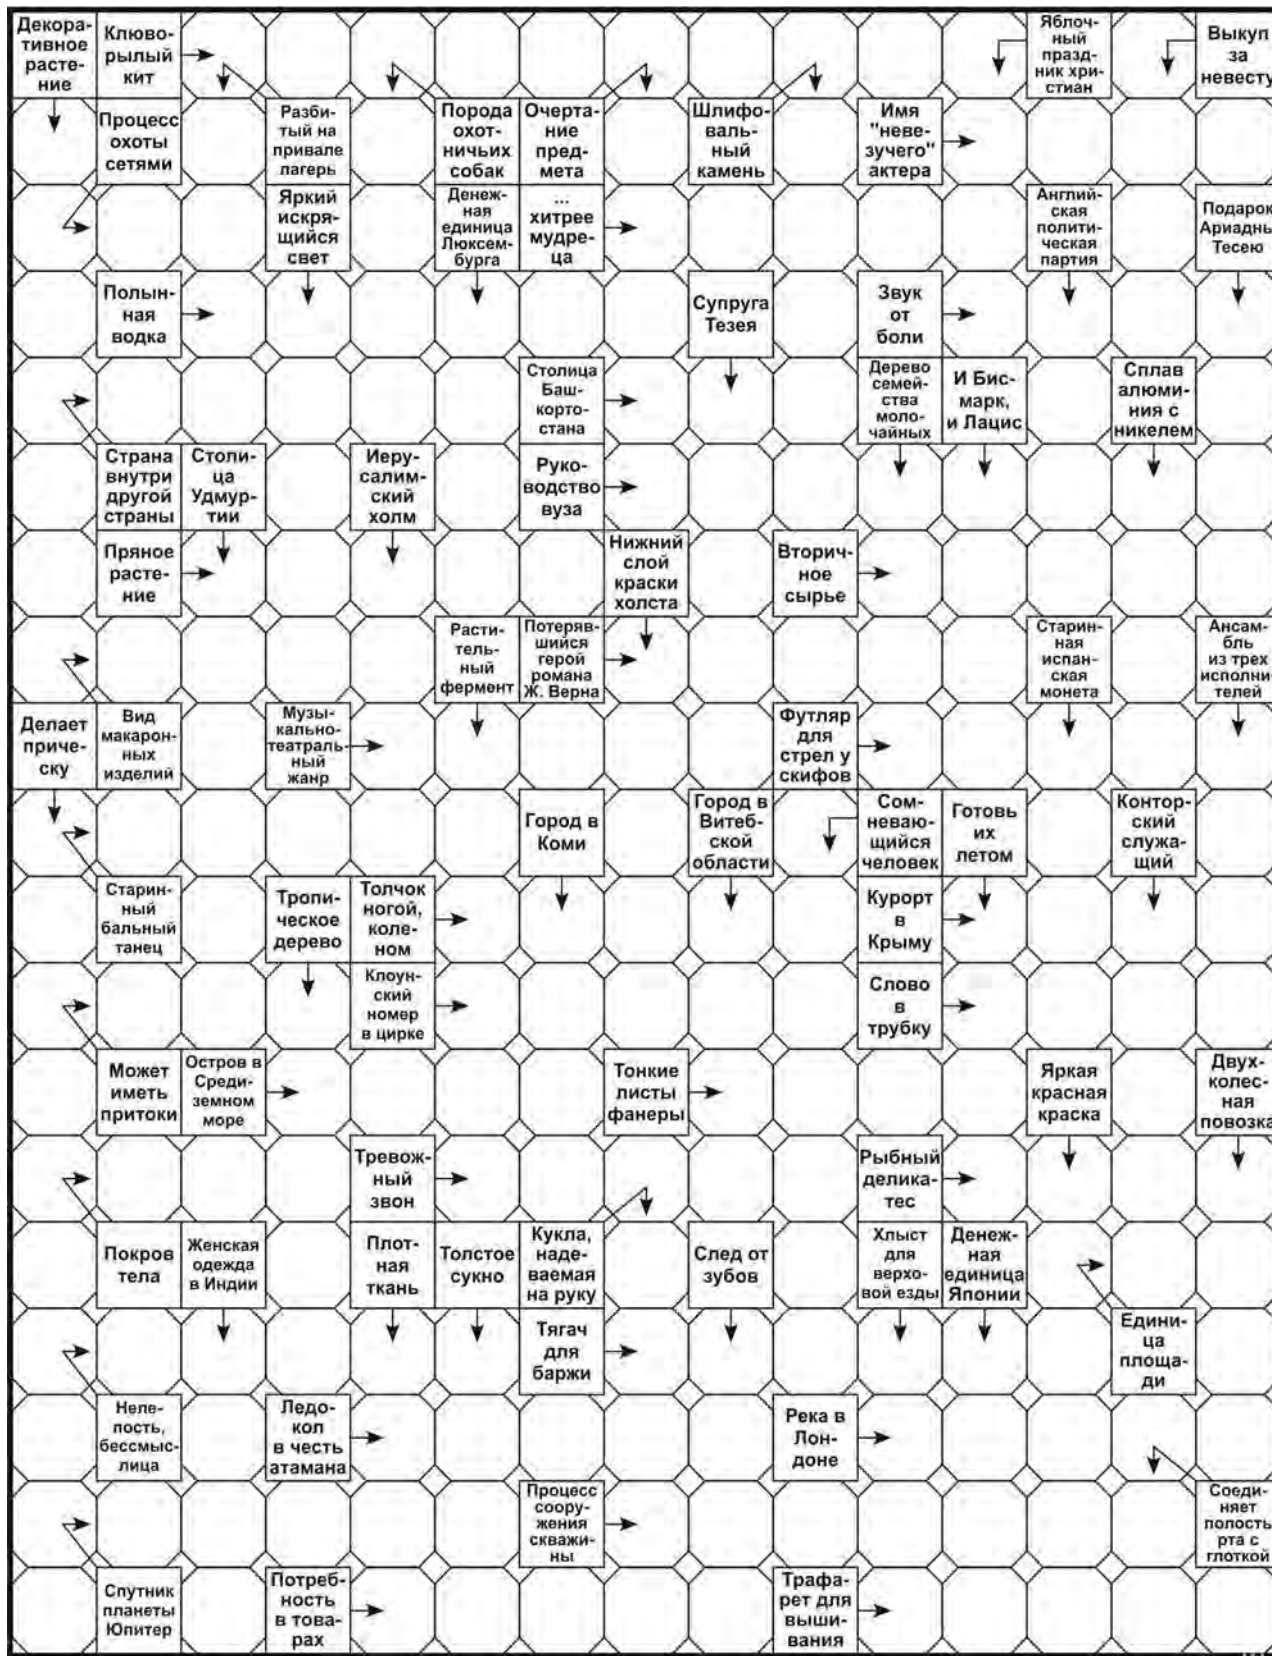 Декора-
тивное
расте-
ние
Клюво-
рылый
кит
Яблоч-
ный
празд-
ник хри-
стиан
Выкуп
за
невесту
Процесс
охоты
сетями
Разби-
тый на
привале
лагерь
Порода
охот-
ничьих
собак
Очерта-
ние
пред-
мета
Шлифо-
валь-
ный
камень
Имя
"неве-
зучего"
актера
Яркий
искря-
щийся
свет
Денеж-
ная
единица
Люксем-
бурга
...
хитрее
мудре-
ца
Англий-
ская
полити-
ческая
партия
Подарок
Ариадны
Тесею
Полын-
ная
водка
Супруга
Тезея
Звук
от
боли
Столица
Баш-
корто-
стана
Дерево
семей-
ства
моло-
чайных
И Бис-
марк,
и Лацис
Сплав
алюми-
ния с
никелем
Страна
внутри
другой
страны
Столи-
ца
Удмур-
тии
Иеру-
салим-
ский
холм
Руко-
водство
вуза
Пряное
расте-
ние
Нижний
слой
краски
холста
Вторич-
ное
сырье
Расти-
тель-
ный
фермент
Потеряв-
шийся
герой
романа
Ж. Верна
Старин-
ная
испан-
ская
монета
Ансам-
бль
из трех
исполни-
телей
Делает
приче-
ску
Вид
макарон-
ных
изделий
Музы-
кально-
театраль-
ный
жанр
Футляр
для
стрел у
скифов
Город в
Коми
Город в
Витеб-
ской
области
Сом-
невающ-
щийся
человек
Готовь
их
летом
Контор-
ский
служа-
щий
Старин-
ный
бальный
танец
Тропи-
ческое
дерево
Толчок
ногой,
коле-
ном
Курорт
в
Крыму
Клоун-
ский
номер
в цирке
Слово
в
трубку
Может
иметь
притоки
Остров в
Среди-
земном
море
Тонкие
листы
фанеры
Яркая
красная
краска
Двух-
колес-
ная
повозка
Тревож-
ный
звон
Рыбный
делика-
тес
Покров
тела
Женская
одежда
в Индии
Плот-
ная
ткань
Толстое
сукно
Кукла,
наде-
ваемая
на руку
След от
зубов
Хлыст
для
верхо-
вой езды
Денеж-
ная
единица
Японии
Тягач
для
баржи
Едини-
ца
площа-
ди
Неле-
пость,
бессмыс-
лица
Ледо-
кол
в честь
атамана
Река в
Лон-
доне
Процесс
соору-
жения
скважи-
ны
Соеди-
няет
полость
рта с
глоткой
Спутник
планеты
Юпитер
Потреб-
ность
в това-
рах
Трафа-
рет для
выши-
вания